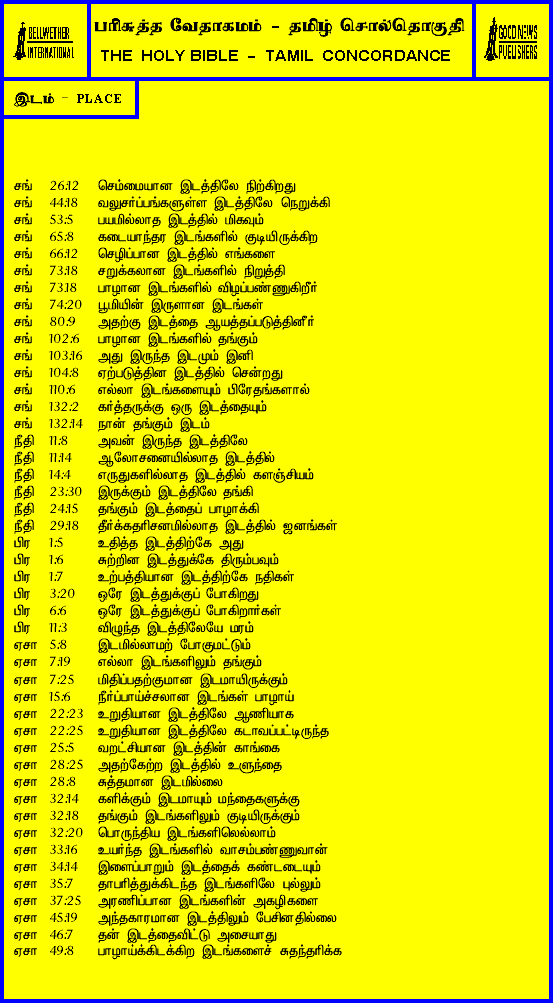 BELLWETHER
INTERNATIONAL
பரிசுத்த வேதாகமம் - தமிழ் சொல்தொகுதி
THE HOLY BIBLE - TAMIL CONCORDANCE
GOOD NEWS
PUBLISHERS
இடம் - PLACE
சங் 26:12 செம்மையான இடத்திலே நிற்கிறது
சங் 44:18 வலுசர்ப்பங்களுள்ள இடத்திலே நெறுக்கி
சங் 53:5 பயமில்லாத இடத்தில் மிகவும்
சங் 65:8 கடையாந்தர இடங்களில் குடியிருக்கிற
சங் 66:12 செழிப்பான இடத்தில் எங்களை
சங் 73:18 சறுக்கலான இடங்களில் நிறுத்தி
சங் 73:18 பாழான இடங்களில் விழப்பண்ணுகிறீர்
சங் 74:20 பூமியின் இருளான இடங்கள்
சங் 80:9 அதற்கு இடத்தை ஆயத்தப்படுத்தினீர்
சங் 102:6 பாழான இடங்களில் தங்கும்
சங் 103:16 அது இருந்த இடமும் இனி
சங் 104:8 ஏற்படுத்தின இடத்தில் சென்றது
சங் 110:6 எல்லா இடங்களையும் பிரேதங்களால்
சங் 132:2 கர்த்தருக்கு ஒரு இடத்தையும்
சங் 132:14 நான் தங்கும் இடம்
நீதி 11:8 அவன் இருந்த இடத்திலே
நீதி 11:14 ஆலோசனையில்லாத இடத்தில்
நீதி 14:4 எருதுகளில்லாத இடத்தில் களஞ்சியம்
நீதி 23:30 இருக்கும் இடத்திலே தங்கி
நீதி 24:15 தங்கும் இடத்தைப் பாழாக்கி
நீதி 29:18 தீர்க்கதரிசனமில்லாத இடத்தில் ஜனங்கள்
பிர 1:5 உதித்த இடத்திற்கே அது
பிர 1:6 சுற்றின இடத்துக்கே திரும்பவும்
பிர 1:7 உற்பத்தியான இடத்திற்கே நதிகள்
பிர 3:20 ஒரே இடத்துக்குப் போகிறது
பிர 6:6 ஒரே இடத்துக்குப் போகிறார்கள்
பிர 11:3 விழுந்த இடத்திலேயே மரம்
ஏசா 5:8 இடமில்லாமற் போகுமட்டும்
ஏசா 7:19 எல்லா இடங்களிலும் தங்கும்
ஏசா 7:25 மிதிப்பதற்குமான இடமாயிருக்கும்
ஏசா 15:6 நீர்ப்பாய்ச்சலான இடங்கள் பாழாய்
ஏசா 22:23 உறுதியான இடத்திலே ஆணியாக
ஏசா 22:25 உறுதியான இடத்திலே கடாவப்பட்டிருந்த
ஏசா 25:5 வறட்சியான இடத்தின் காங்கை
ஏசா 28:25 அதற்கேற்ற இடத்தில் உளுந்தை
ஏசா 28:8 சுத்தமான இடமில்லை
ஏசா 32:14 களிக்கும் இடமாயும் மந்தைகளுக்கு
ஏசா 32:18 தங்கும் இடங்களிலும் குடியிருக்கும்
ஏசா 32:20 பொருந்திய இடங்களிலெல்லாம்
ஏசா 33:16 உயர்ந்த இடங்களில் வாசம்பண்ணுவான்
ஏசா 34:14 இளைப்பாறும் இடத்தைக் கண்டடையும்
ஏசா 35:7 தாபரித்துக்கிடந்த இடங்களிலே புல்லும்
ஏசா 37:25 அரணிப்பான இடங்களின் அகழிகளை
ஏசா 45:19 அந்தகாரமான இடத்திலும் பேசினதில்லை
ஏசா 46:7 தன் இடத்தைவிட்டு அசையாது
ஏசா 49:8 பாழாய்க்கிடக்கிற இடங்களைச் சுதந்தரிக்க